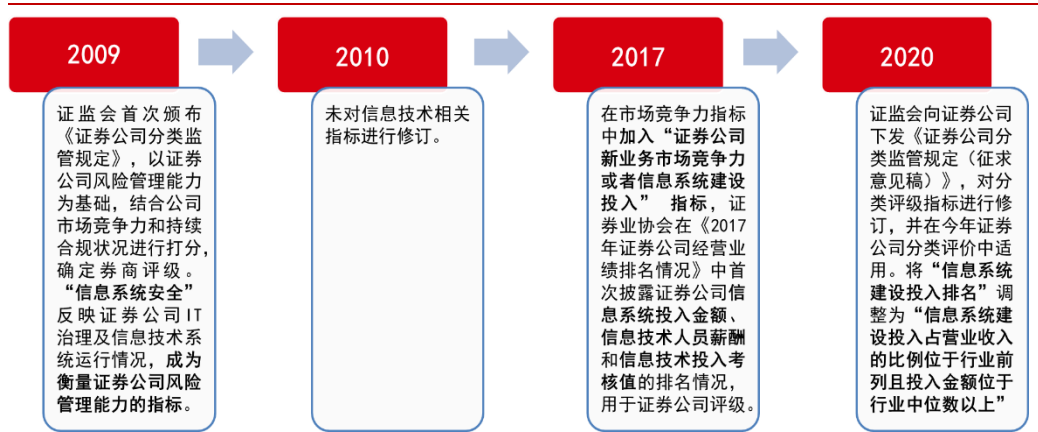 2009
证监会首次颁布
《证券公司分类监
管规定》，以证券
公司风险管理能力
为基础，结合公司
市场竞争力和持续
合规状况进行打分，
确定券商评级。
“信息系统安全”
反映证券公司IT
治理及信息技术系
统运行情况，成为
衡量证券公司风险
管理能力的指标。
2010
未对信息技术相关
指标进行修订。
2017
在市场竞争力指标
中加入“证券公司
新业务市场竞争力
或者信息系统建设
投入” 指标，证
券业协会在《2017
年证券公司经营业
绩排名情况》中首
次披露证券公司信
息系统投入金额、
信息技术人员薪酬
和信息技术投入考
核值的排名情况，
用于证券公司评级。
2020
证监会向证券公司
下发《证券公司分
类监管规定（征求
意见稿）》，对分
类评级指标进行修
订，并在今年证券
公司分类评价中适
用。将“信息系统
建设投入排名”调
整为“信息系统建
设投入占营业收入
的比例位于行业前
列且投入金额位于
行业中位数以上”